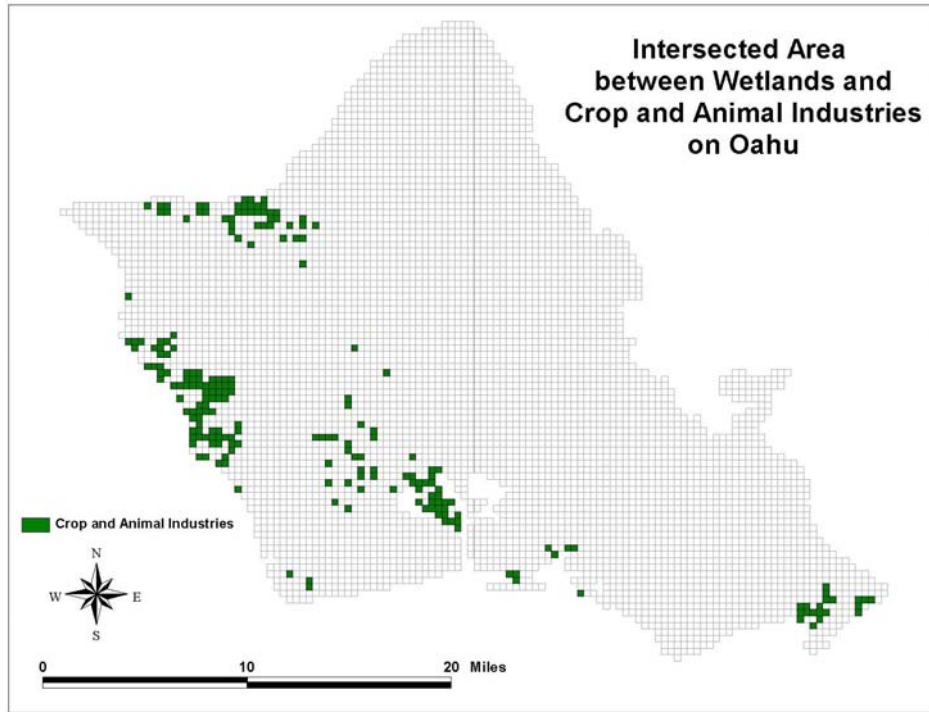 Intersected Area
between Wetlands and
Crop and Animal Industries
on Oahu
Crop and Animal Industries
N
W E
S
0 10 20 Miles